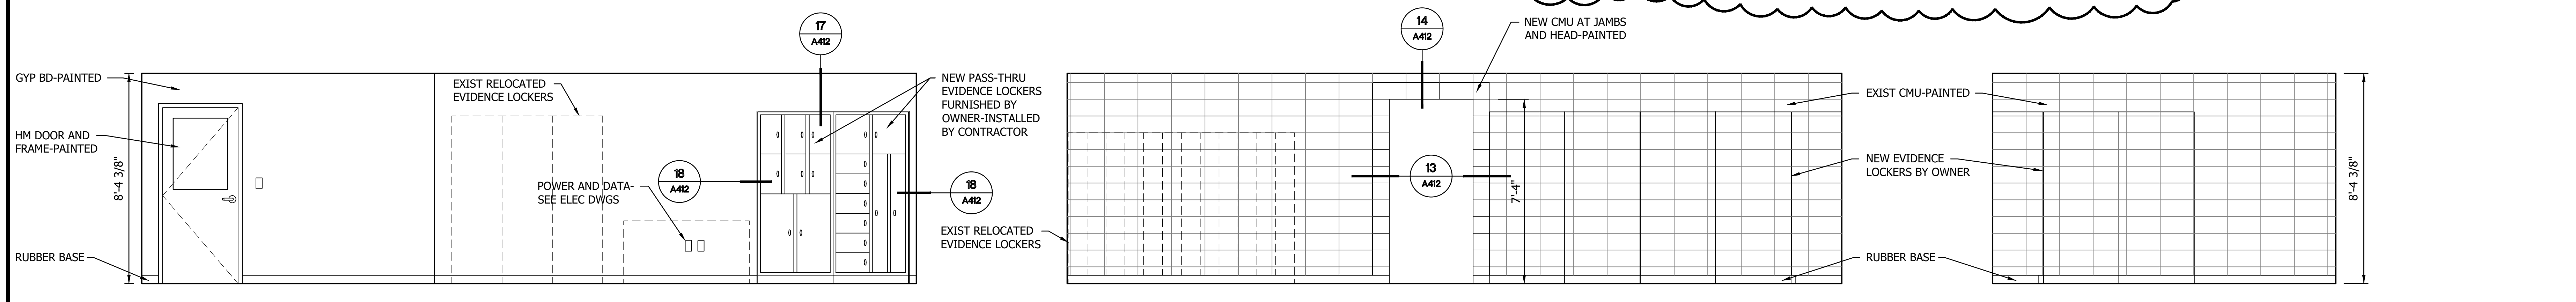 GYP BD-PAINTED
HM DOOR AND
FRAME-PAINTED
RUBBER BASE
8'-4 3/8"
EXIST RELOCATED
EVIDENCE LOCKERS
POWER AND DATA-
SEE ELEC DWGS
18
A412
17
A412
NEW PASS-THRU
EVIDENCE LOCKERS
FURNISHED BY
OWNER-INSTALLED
BY CONTRACTOR
18
A412
EXIST RELOCATED
EVIDENCE LOCKERS
14
A412
NEW CMU AT JAMBS
AND HEAD-PAINTED
13
A412
7'-4"
EXIST CMU-PAINTED
NEW EVIDENCE
LOCKERS BY OWNER
RUBBER BASE
8'-4 3/8"